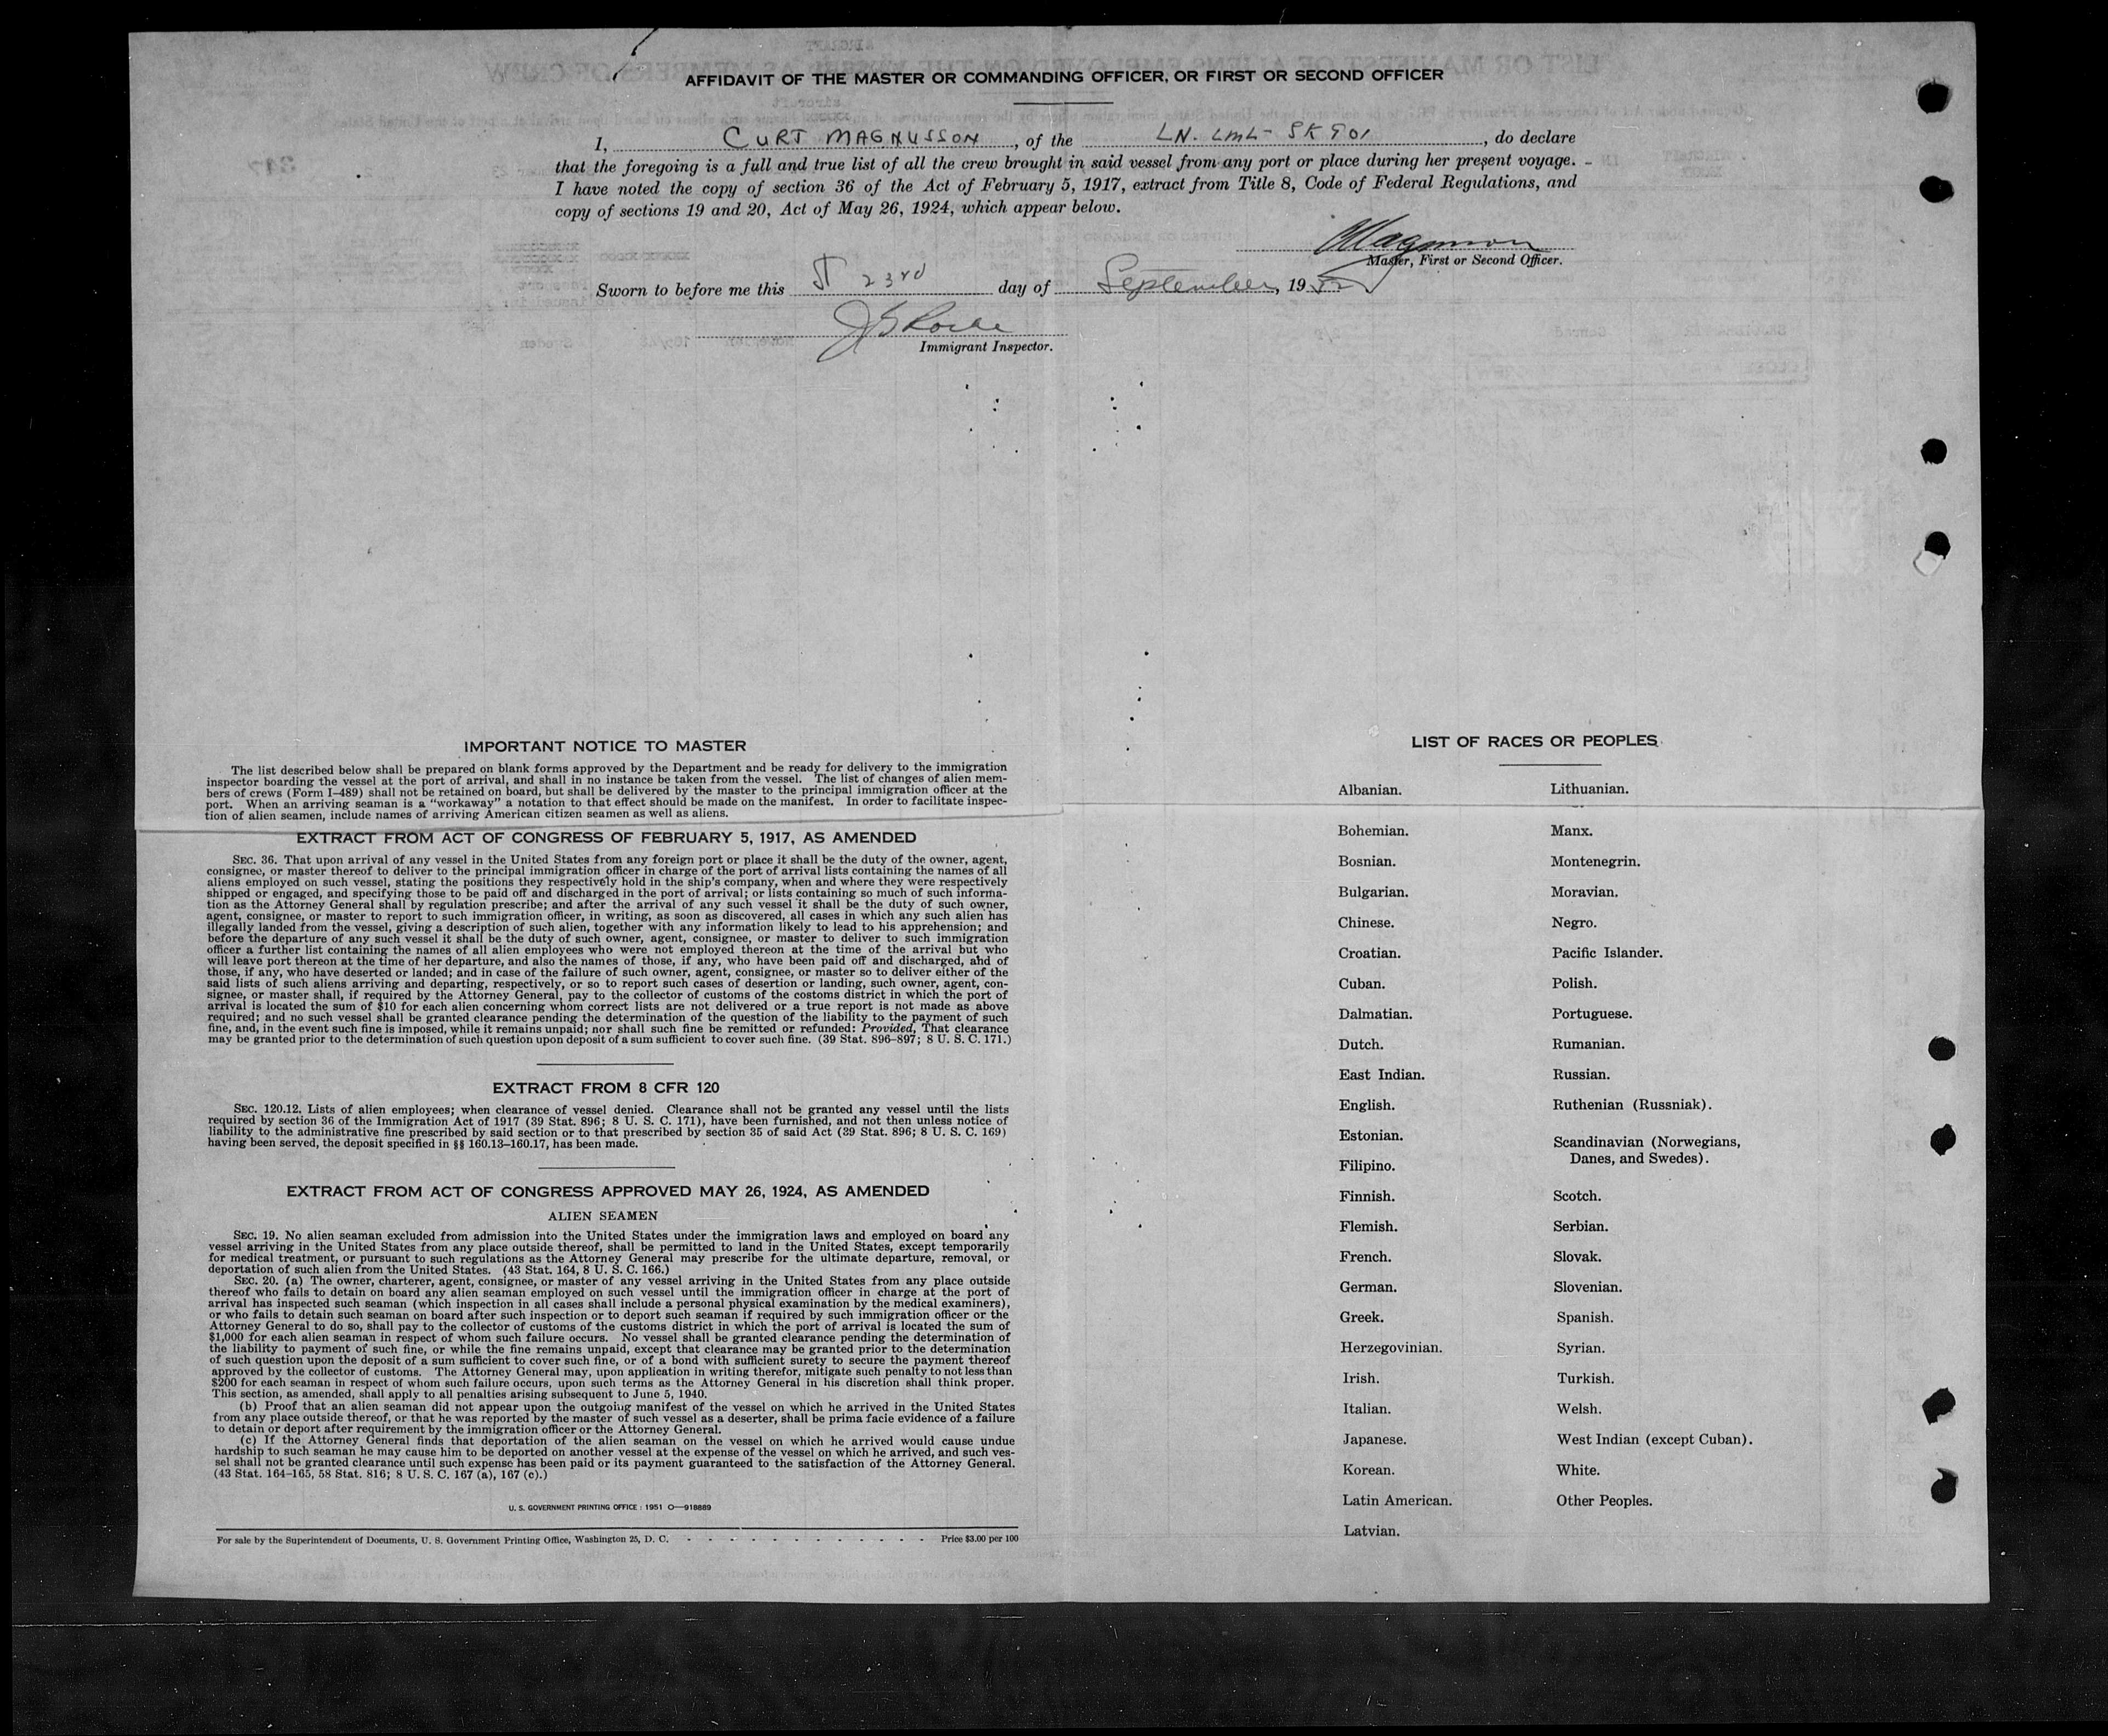 AFFIDAVIT OF THE MASTER OR COMMANDING OFFICER, OR FIRST OR SECOND OFFICER
I, CURT MAGNUSSON, of the LN. LML- SK 901, do declare
that the foregoing is a full and true list of all the crew brought in said vessel from any port or place during her present voyage.
I have noted the copy of section 36 of the Act of February 5, 1917, extract from Title 8, Code of Federal Regulations, and
copy of sections 19 and 20, Act of May 26, 1924, which appear below.
Magnusson
Master, First or Second Officer.
Sworn to before me this 23rd day of September, 1952
Immigrant Inspector.
IMPORTANT NOTICE TO MASTER
The list described below shall be prepared on blank forms approved by the Department and be ready for delivery to the immigration
inspector boarding the vessel at the port of arrival, and shall in no instance be taken from the vessel. The list of changes of alien mem-
bers of crews (Form I-489) shall not be retained on board, but shall be delivered by the master to the principal immigration officer at the
port. When an arriving seaman is a "workaway" a notation to that effect should be made on the manifest. In order to facilitate inspec-
tion of alien seamen, include names of arriving American citizen seamen as well as aliens.
EXTRACT FROM ACT OF CONGRESS OF FEBRUARY 5, 1917, AS AMENDED
SEC. 36. That upon arrival of any vessel in the United States from any foreign port or place it shall be the duty of the owner, agent,
consignee, or master thereof to deliver to the principal immigration officer in charge of the port of arrival lists containing the names of all
aliens employed on such vessel, stating the positions they respectively hold in the ship's company, when and where they were respectively
shipped or engaged, and specifying those to be paid off and discharged in the port of arrival; or lists containing so much of such informa-
tion as the Attorney General shall by regulation prescribe; and after the arrival of any such vessel it shall be the duty of such owner,
agent, consignee, or master to report to such immigration officer, in writing, as soon as discovered, all cases in which any such alien has
illegally landed from the vessel, giving a description of such alien, together with any information likely to lead to his apprehension; and
before the departure of any such vessel it shall be the duty of such owner, agent, consignee, or master to deliver to such immigration
officer a further list containing the names of all alien employees who were not employed thereon at the time of the arrival but who
will leave port thereon at the time of her departure, and also the names of those, if any, who have been paid off and discharged, and of
those, if any, who have deserted or landed; and in case of the failure of such owner, agent, consignee, or master so to deliver either of the
said lists of such aliens arriving and departing, respectively, or so to report such cases of desertion or landing, such owner, agent, con-
signee, or master shall, if required by the Attorney General, pay to the collector of customs of the costoms district in which the port of
arrival is located the sum of $10 for each alien concerning whom correct lists are not delivered or a true report is not made as above
required; and no such vessel shall be granted clearance pending the determination of the question of the liability to the payment of such
fine, and, in the event such fine is imposed, while it remains unpaid; nor shall such fine be remitted or refunded: Provided, That clearance
may be granted prior to the determination of such question upon deposit of a sum sufficient to cover such fine. (39 Stat. 896-897; 8 U. S. C. 171.)
EXTRACT FROM 8 CFR 120
SEC. 120.12. Lists of alien employees; when clearance of vessel denied. Clearance shall not be granted any vessel until the lists
required by section 36 of the Immigration Act of 1917 (39 Stat. 896; 8 U. S. C. 171), have been furnished, and not then unless notice of
liability to the administrative fine prescribed by said section or to that prescribed by section 35 of said Act (39 Stat. 896; 8 U. S. C. 169)
having been served, the deposit specified in §§ 160.13-160.17, has been made.
EXTRACT FROM ACT OF CONGRESS APPROVED MAY 26, 1924, AS AMENDED
ALIEN SEAMEN
SEC. 19. No alien seaman excluded from admission into the United States under the immigration laws and employed on board any
vessel arriving in the United States from any place outside thereof, shall be permitted to land in the United States, except temporarily
for medical treatment, or pursuant to such regulations as the Attorney General may prescribe for the ultimate departure, removal, or
deportation of such alien from the United States. (43 Stat. 164, 8 U. S. C. 166.)
SEC. 20. (a) The owner, charterer, agent, consignee, or master of any vessel arriving in the United States from any place outside
thereof who fails to detain on board any alien seaman employed on such vessel until the immigration officer in charge at the port of
arrival has inspected such seaman (which inspection in all cases shall include a personal physical examination by the medical examiners),
or who fails to detain such seaman on board after such inspection or to deport such seaman if required by such immigration officer or the
Attorney General to do so, shall pay to the collector of customs of the customs district in which the port of arrival is located the sum of
$1,000 for each alien seaman in respect of whom such failure occurs. No vessel shall be granted clearance pending the determination of
the liability to payment of such fine, or while the fine remains unpaid, except that clearance may be granted prior to the determination
of such question upon the deposit of a sum sufficient to cover such fine, or of a bond with sufficient surety to secure the payment thereof
approved by the collector of customs. The Attorney General may, upon application in writing therefor, mitigate such penalty to not less than
$200 for each seaman in respect of whom such failure occurs, upon such terms as the Attorney General in his discretion shall think proper.
This section, as amended, shall apply to all penalties arising subsequent to June 5, 1940.
(b) Proof that an alien seaman did not appear upon the outgoing manifest of the vessel on which he arrived in the United States
from any place outside thereof, or that he was reported by the master of such vessel as a deserter, shall be prima facie evidence of a failure
to detain or deport after requirement by the immigration officer or the Attorney General.
(c) If the Attorney General finds that deportation of the alien seaman on the vessel on which he arrived would cause undue
hardship to such seaman he may cause him to be deported on another vessel at the expense of the vessel on which he arrived, and such ves-
sel shall not be granted clearance until such expense has been paid or its payment guaranteed to the satisfaction of the Attorney General.
(43 Stat. 164-165, 58 Stat. 816; 8 U. S. C. 167 (a), 167 (c).)
U. S. GOVERNMENT PRINTING OFFICE : 1951 O—918889
For sale by the Superintendent of Documents, U. S. Government Printing Office, Washington 25, D. C. - - - - - - - - - - - - Price $3.00 per 100
LIST OF RACES OR PEOPLES
Albanian.
Bohemian.
Bosnian.
Bulgarian.
Chinese.
Croatian.
Cuban.
Dalmatian.
Dutch.
East Indian.
English.
Estonian.
Filipino.
Finnish.
Flemish.
French.
German.
Greek.
Herzegovinian.
Irish.
Italian.
Japanese.
Korean.
Latin American.
Latvian.
Lithuanian.
Manx.
Montenegrin.
Moravian.
Negro.
Pacific Islander.
Polish.
Portuguese.
Rumanian.
Russian.
Ruthenian (Russniak).
Scandinavian (Norwegians,
Danes, and Swedes).
Scotch.
Serbian.
Slovak.
Slovenian.
Spanish.
Syrian.
Turkish.
Welsh.
West Indian (except Cuban).
White.
Other Peoples.